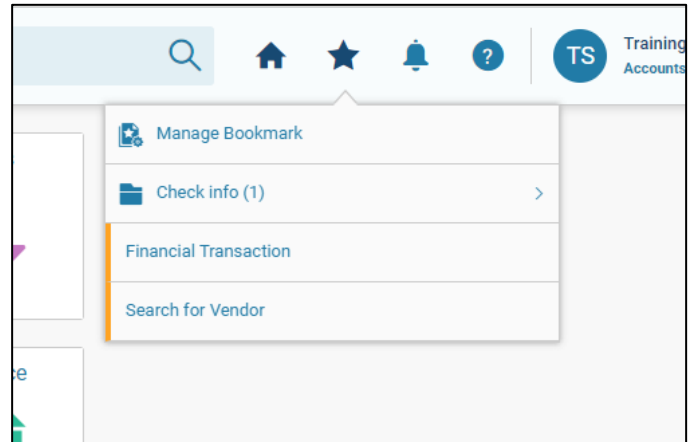 ?
TS
Training
Accounts
Manage Bookmark
Check info (1)
Financial Transaction
Search for Vendor